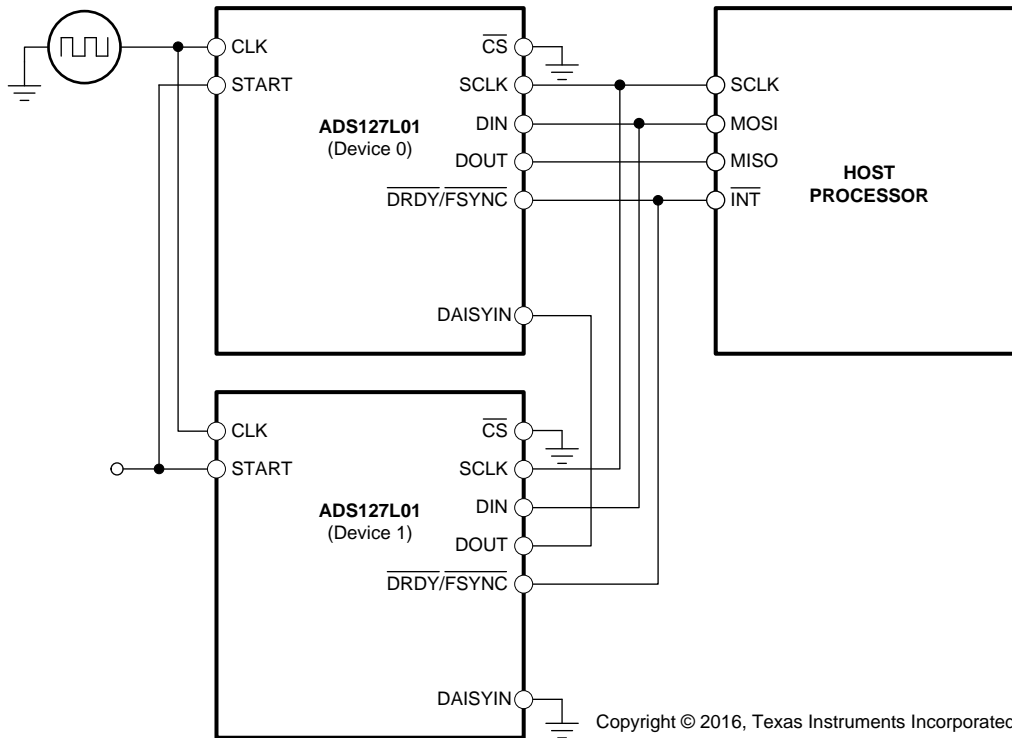 CLK
START
ADS127L01
(Device 0)
CS
SCLK
DIN
DOUT
DRDY/FSYNC
DAISYIN
SCLK
MOSI
MISO
INT
HOST
PROCESSOR
CLK
START
ADS127L01
(Device 1)
CS
SCLK
DIN
DOUT
DRDY/FSYNC
DAISYIN
Copyright © 2016, Texas Instruments Incorporated